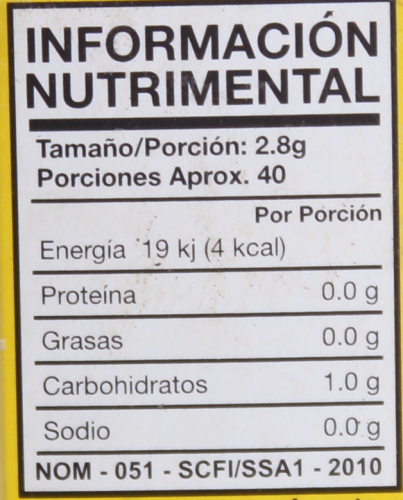 INFORMACIÓN
NUTRIMENTAL
Tamaño/Porción: 2.8g
Porciones Aprox. 40
Por Porción
Energía 19 kj (4 kcal)
Proteína 0.0 g
Grasas 0.0 g
Carbohidratos 1.0 g
Sodio 0.0 g
NOM - 051 - SCFI/SSA1 - 2010